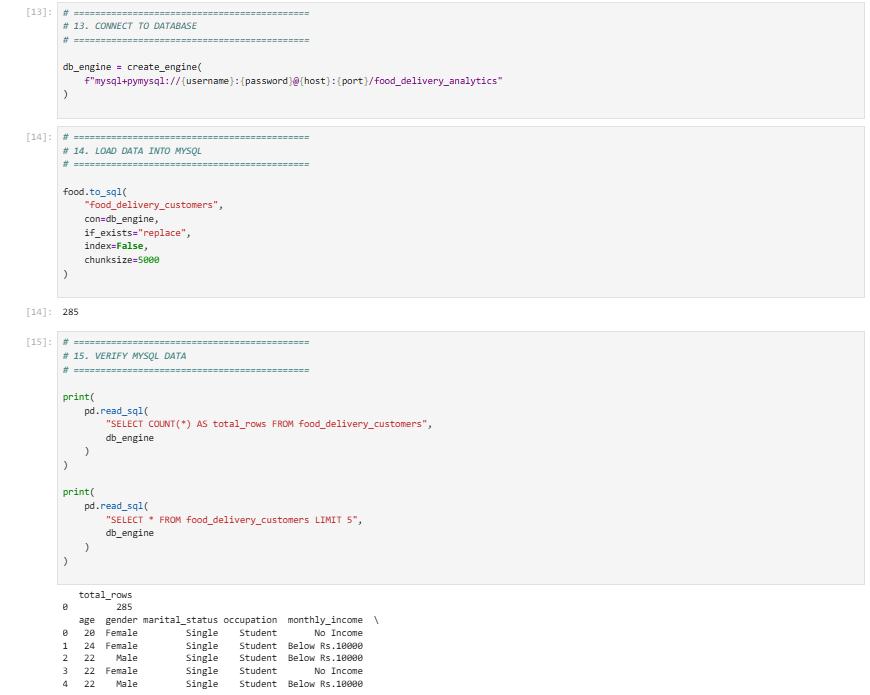 [13]: # ============================================
# 13. CONNECT TO DATABASE
# ============================================
db_engine = create_engine(
    f"mysql+pymysql://{username}:{password}@{host}:{port}/food_delivery_analytics"
)
[14]: # ============================================
# 14. LOAD DATA INTO MYSQL
# ============================================
food.to_sql(
    "food_delivery_customers",
    con=db_engine,
    if_exists="replace",
    index=False,
    chunksize=5000
)
[14]: 285
[15]: # ============================================
# 15. VERIFY MYSQL DATA
# ============================================
print(
    pd.read_sql(
        "SELECT COUNT(*) AS total_rows FROM food_delivery_customers",
        db_engine
    )
)
print(
    pd.read_sql(
        "SELECT * FROM food_delivery_customers LIMIT 5",
        db_engine
    )
)
   total_rows
0         285
   age  gender marital_status occupation  monthly_income  \
0   20  Female         Single    Student       No Income
1   24  Female         Single    Student  Below Rs.10000
2   22    Male         Single    Student  Below Rs.10000
3   22  Female         Single    Student       No Income
4   22    Male         Single    Student  Below Rs.10000